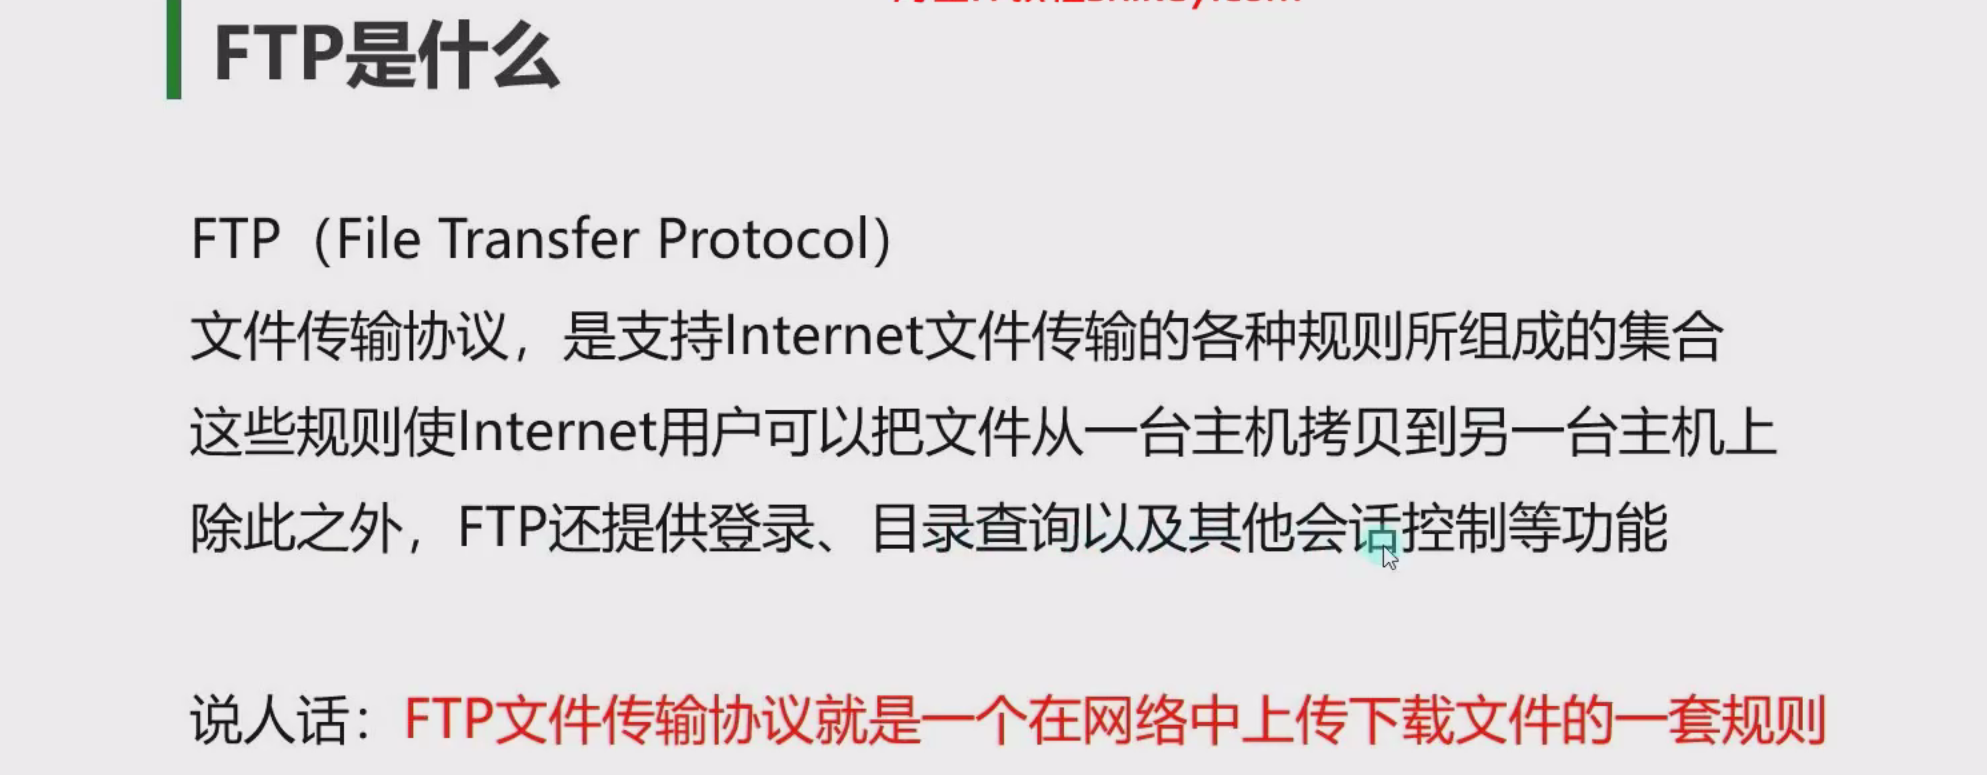 FTP是什么
FTP（File Transfer Protocol）
文件传输协议，是支持Internet文件传输的各种规则所组成的集合
这些规则使Internet用户可以把文件从一台主机拷贝到另一台主机上
除此之外，FTP还提供登录、目录查询以及其他会话控制等功能
说人话：FTP文件传输协议就是一个在网络中上传下载文件的一套规则